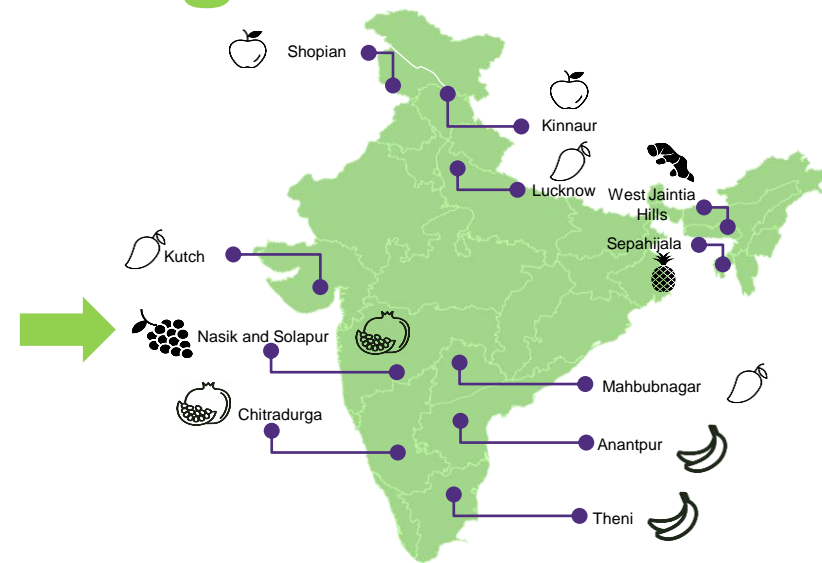 Shopian
Kinnaur
Lucknow
West Jaintia
Hills
Sepahijala
Kutch
Nasik and Solapur
Mahbubnagar
Chitradurga
Anantpur
Theni